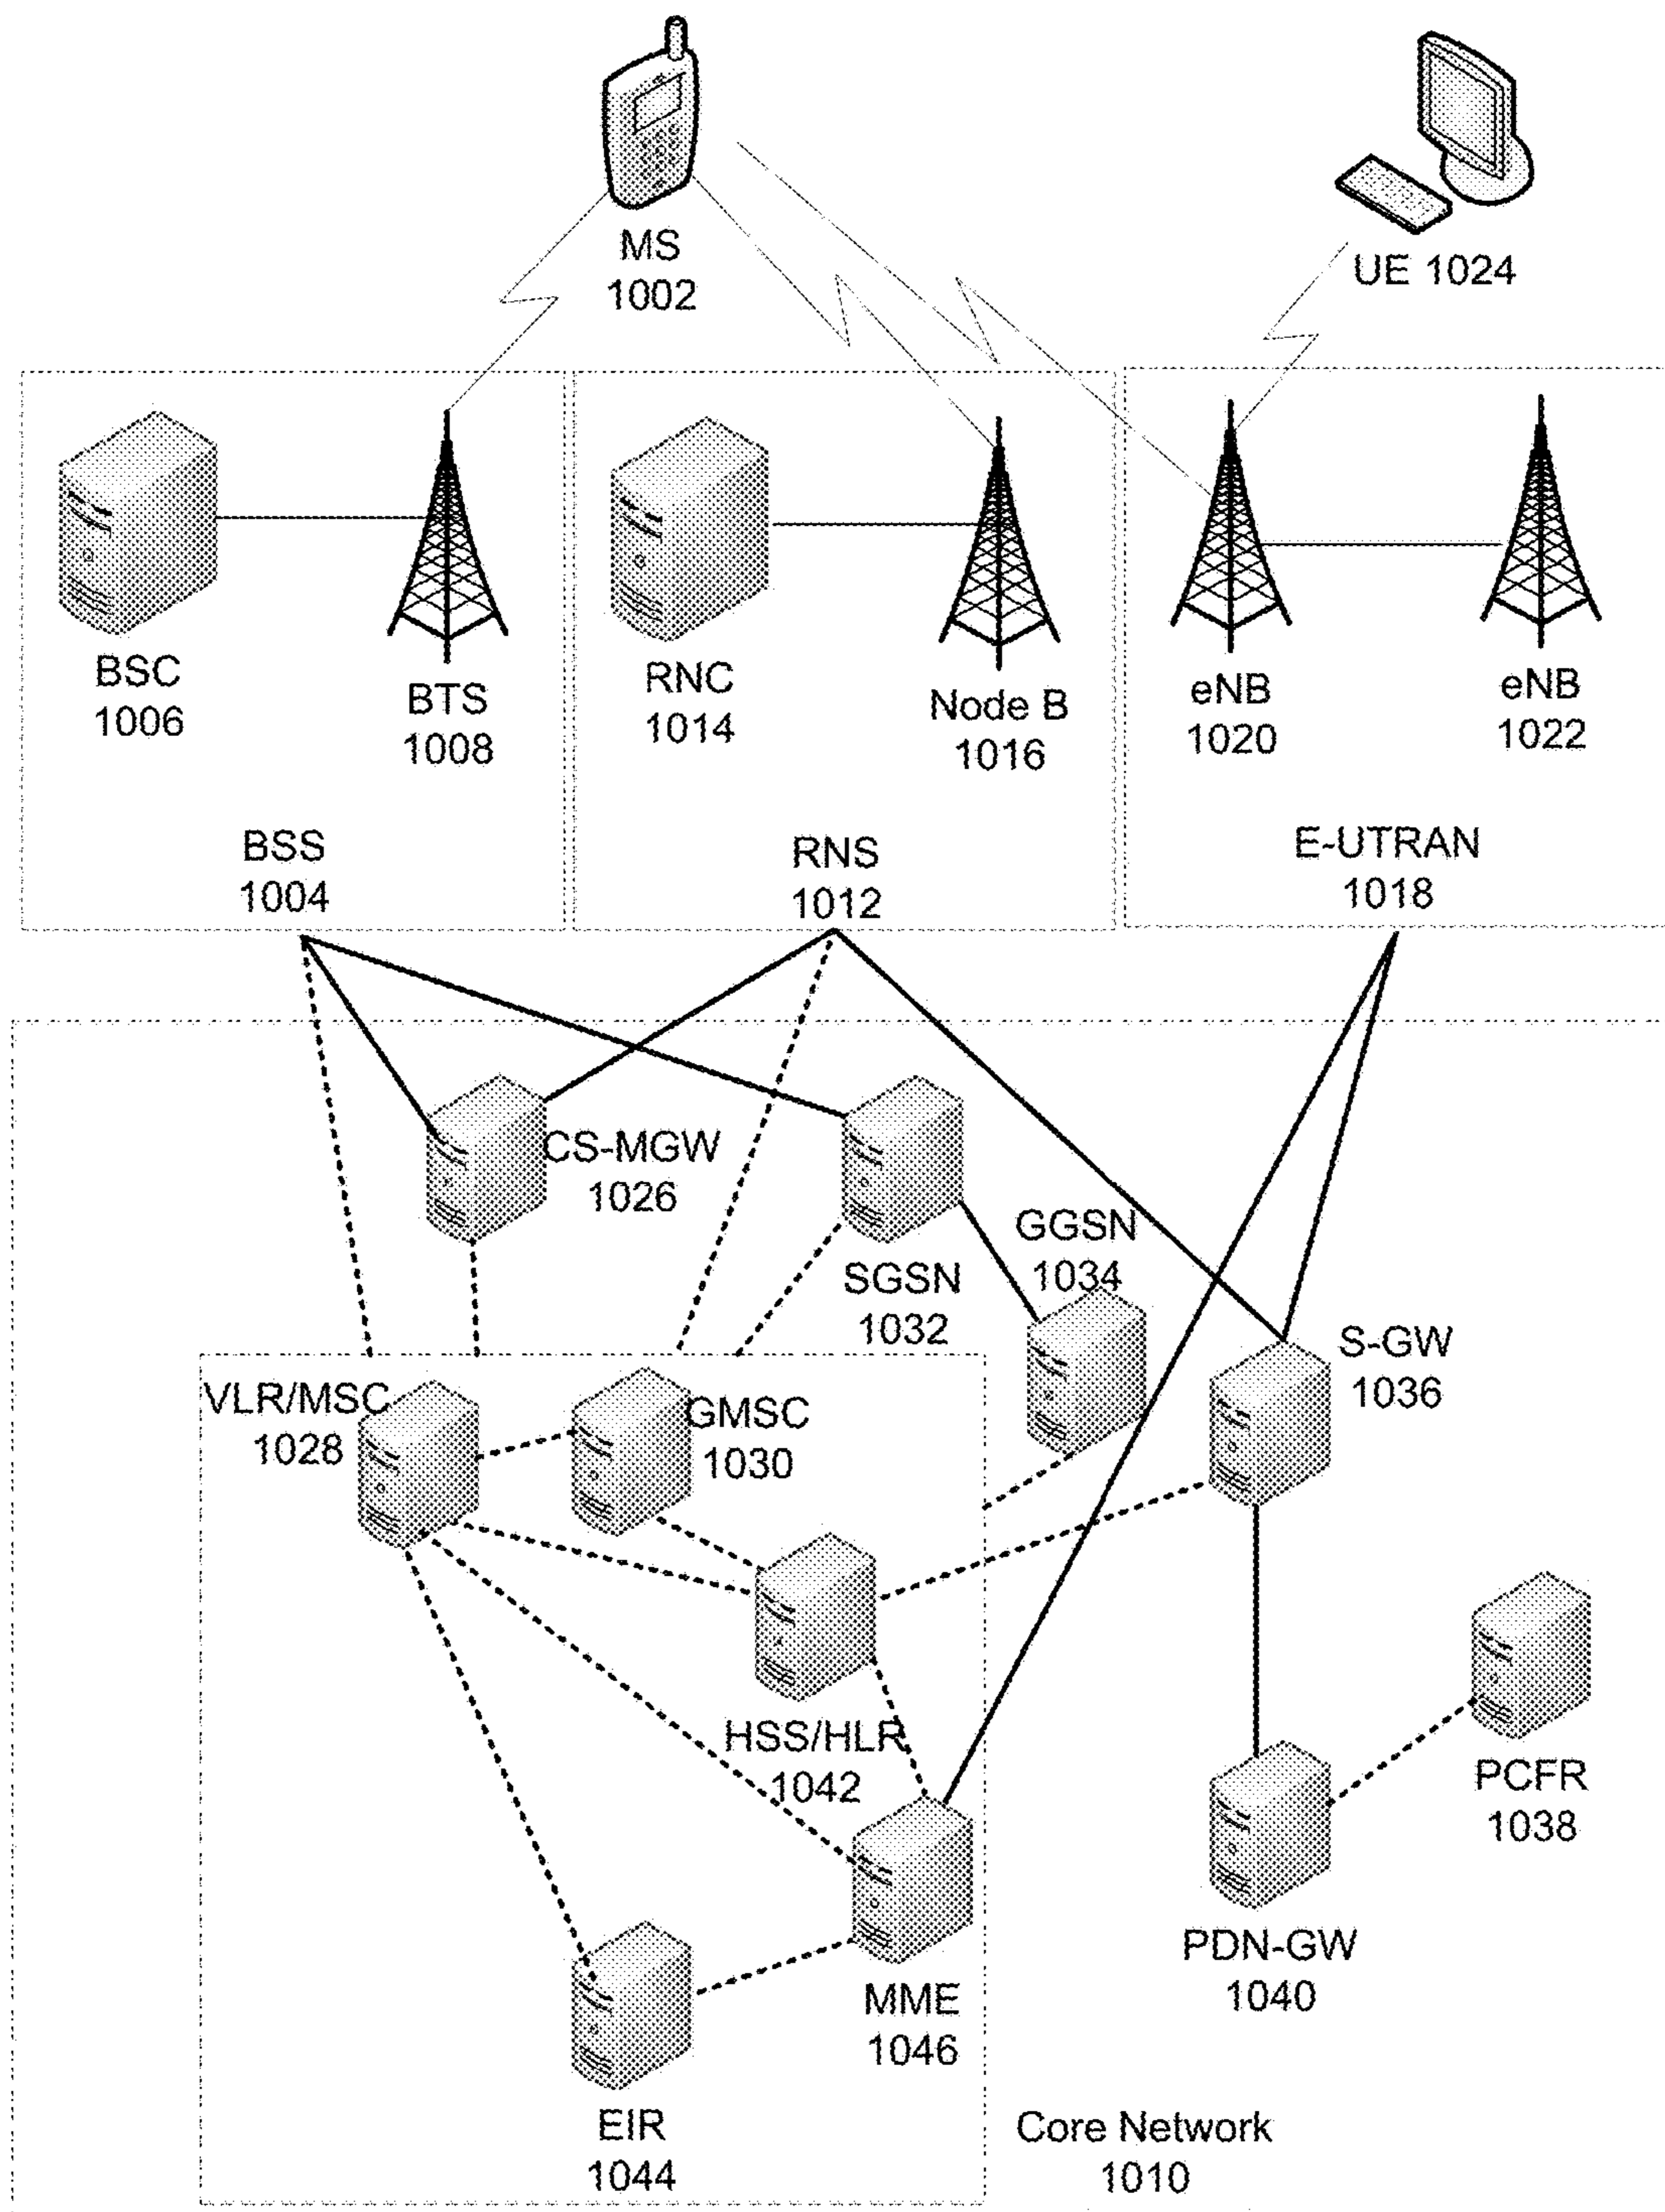 MS
1002
UE 1024
BSC
1006
BTS
1008
RNC
1014
Node B
1016
eNB
1020
eNB
1022
BSS
1004
RNS
1012
E-UTRAN
1018
CS-MGW
1026
SGSN
1032
GGSN
1034
S-GW
1036
VLR/MSC
1028
GMSC
1030
HSS/HLR
1042
PCFR
1038
PDN-GW
1040
MME
1046
EIR
1044
Core Network
1010